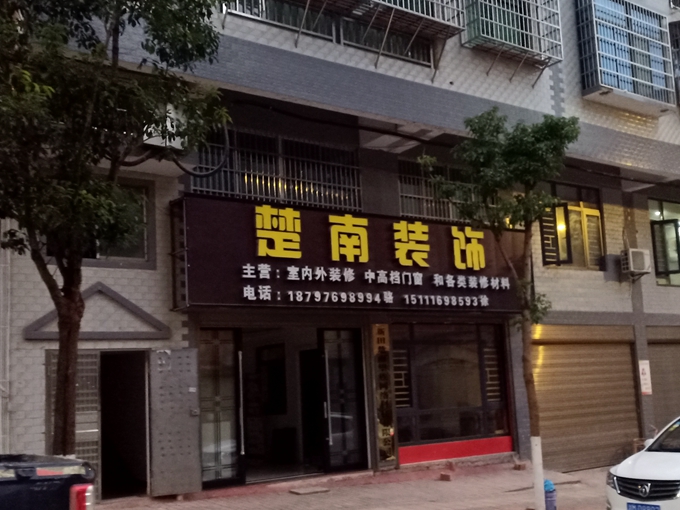 楚南装饰
主营：室内外装修 中高档门窗 和各类装修材料
电话：18797698994骆 15111698593徐